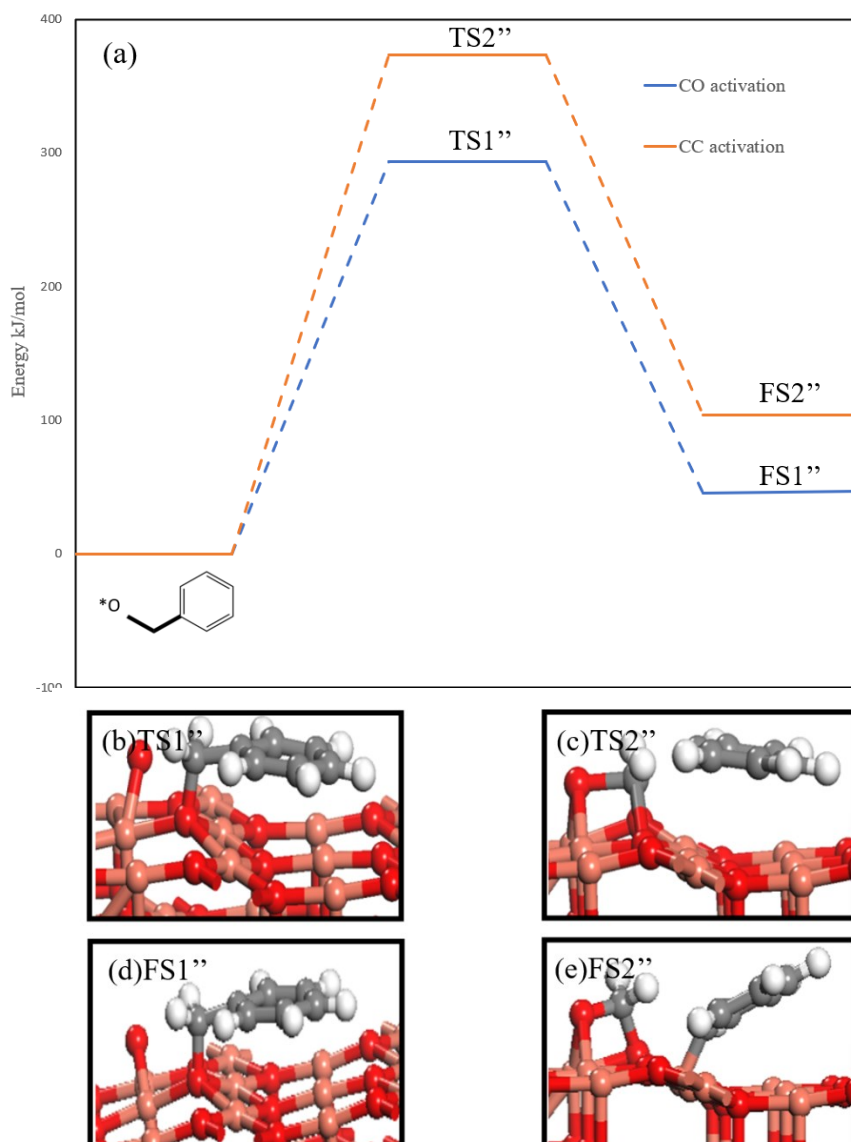 400
(a)
TS2’’
CO activation
TS1’’
CC activation
300
200
Energy kJ/mol
100
FS2’’
FS1’’
0
*O
-100
(b)TS1’’
(c)TS2’’
(d)FS1’’
(e)FS2’’